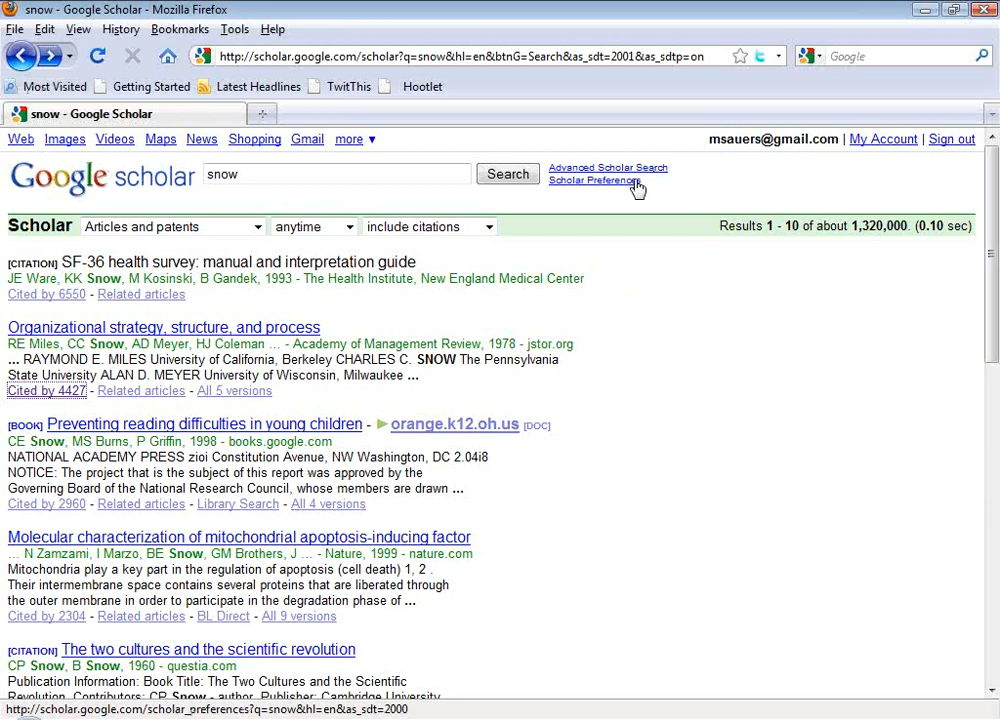 snow - Google Scholar - Mozilla Firefox
File Edit View History Bookmarks Tools Help
http://scholar.google.com/scholar?q=snow&hl=en&btnG=Search&as_sdt=2001&as_sdtp=on Google
Most Visited Getting Started Latest Headlines TwitThis Hootlet
snow - Google Scholar
Web Images Videos Maps News Shopping Gmail more ▼ msauers@gmail.com | My Account | Sign out
Google scholar snow Search Advanced Scholar Search
Scholar Preferences
Scholar Articles and patents anytime include citations Results 1 - 10 of about 1,320,000. (0.10 sec)
[CITATION] SF-36 health survey: manual and interpretation guide
JE Ware, KK Snow, M Kosinski, B Gandek, 1993 - The Health Institute, New England Medical Center
Cited by 6550 - Related articles
Organizational strategy, structure, and process
RE Miles, CC Snow, AD Meyer, HJ Coleman ... - Academy of Management Review, 1978 - jstor.org
... RAYMOND E. MILES University of California, Berkeley CHARLES C. SNOW The Pennsylvania
State University ALAN D. MEYER University of Wisconsin, Milwaukee ...
Cited by 4427 - Related articles - All 5 versions
[BOOK] Preventing reading difficulties in young children - ► orange.k12.oh.us [DOC]
CE Snow, MS Burns, P Griffin, 1998 - books.google.com
NATIONAL ACADEMY PRESS zioi Constitution Avenue, NW Washington, DC 2.04i8
NOTICE: The project that is the subject of this report was approved by the
Governing Board of the National Research Council, whose members are drawn ...
Cited by 2960 - Related articles - Library Search - All 4 versions
Molecular characterization of mitochondrial apoptosis-inducing factor
... N Zamzami, I Marzo, BE Snow, GM Brothers, J ... - Nature, 1999 - nature.com
Mitochondria play a key part in the regulation of apoptosis (cell death) 1, 2 .
Their intermembrane space contains several proteins that are liberated through
the outer membrane in order to participate in the degradation phase of ...
Cited by 2304 - Related articles - BL Direct - All 9 versions
[CITATION] The two cultures and the scientific revolution
CP Snow, B Snow, 1960 - questia.com
Publication Information: Book Title: The Two Cultures and the Scientific
Revolution. Contributors: CP Snow - author. Publisher: Cambridge University
http://scholar.google.com/scholar_preferences?q=snow&hl=en&as_sdt=2000